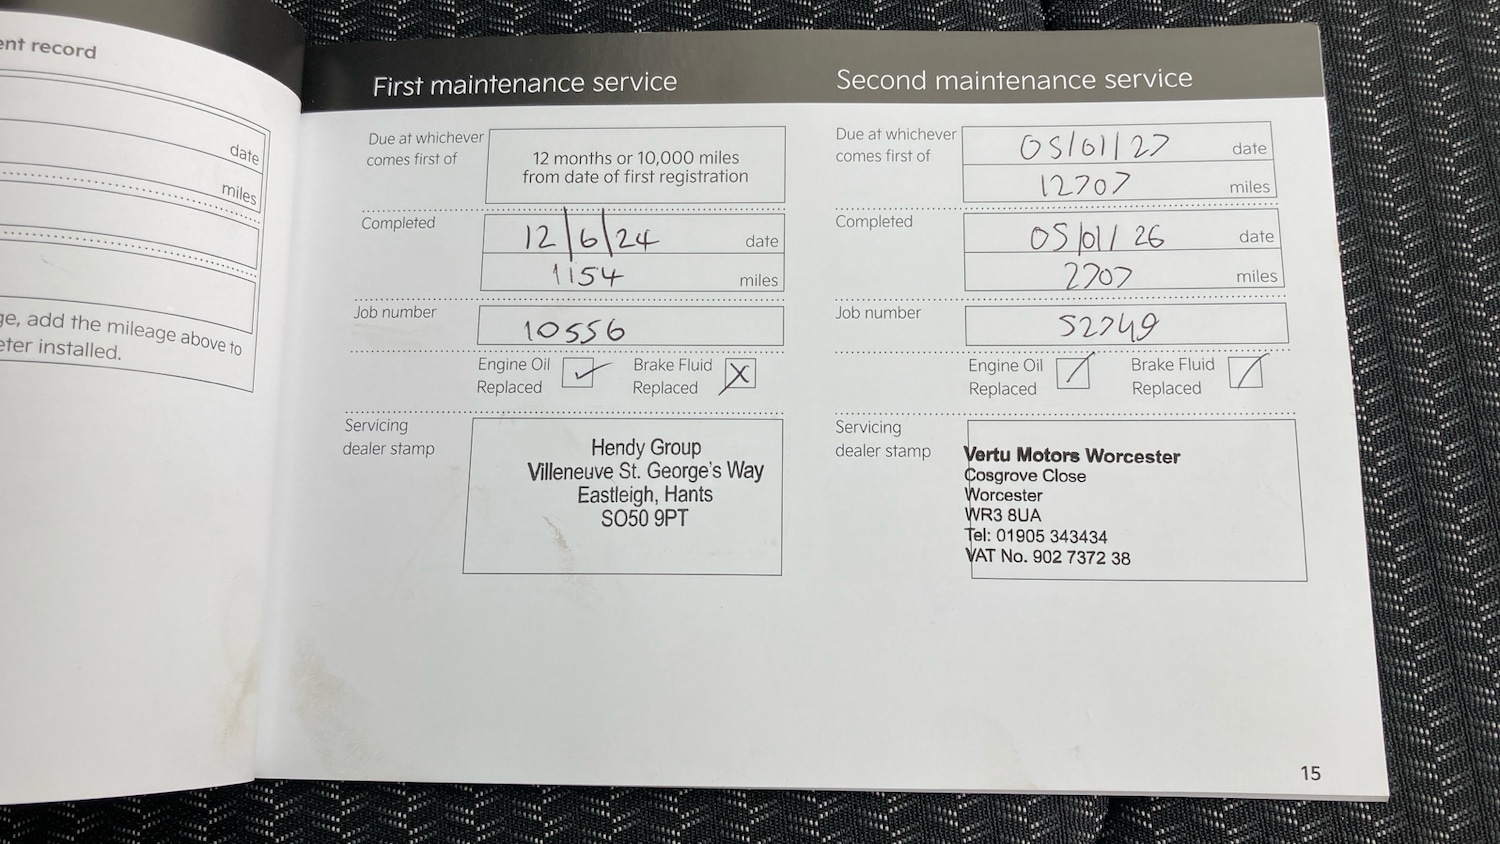 ent record
date
miles
ge, add the mileage above to
eter installed.
First maintenance service
Due at whichever
comes first of
12 months or 10,000 miles
from date of first registration
Completed
12/6/24 date
1154 miles
Job number
10556
Engine Oil
Replaced
Brake Fluid
Replaced
Servicing
dealer stamp
Hendy Group
Villeneuve St. George's Way
Eastleigh, Hants
SO50 9PT
Second maintenance service
Due at whichever
comes first of
05/01/27 date
12707 miles
Completed
05/01/26 date
2707 miles
Job number
52749
Engine Oil
Replaced
Brake Fluid
Replaced
Servicing
dealer stamp
Vertu Motors Worcester
Cosgrove Close
Worcester
WR3 8UA
Tel: 01905 343434
VAT No. 902 7372 38
15